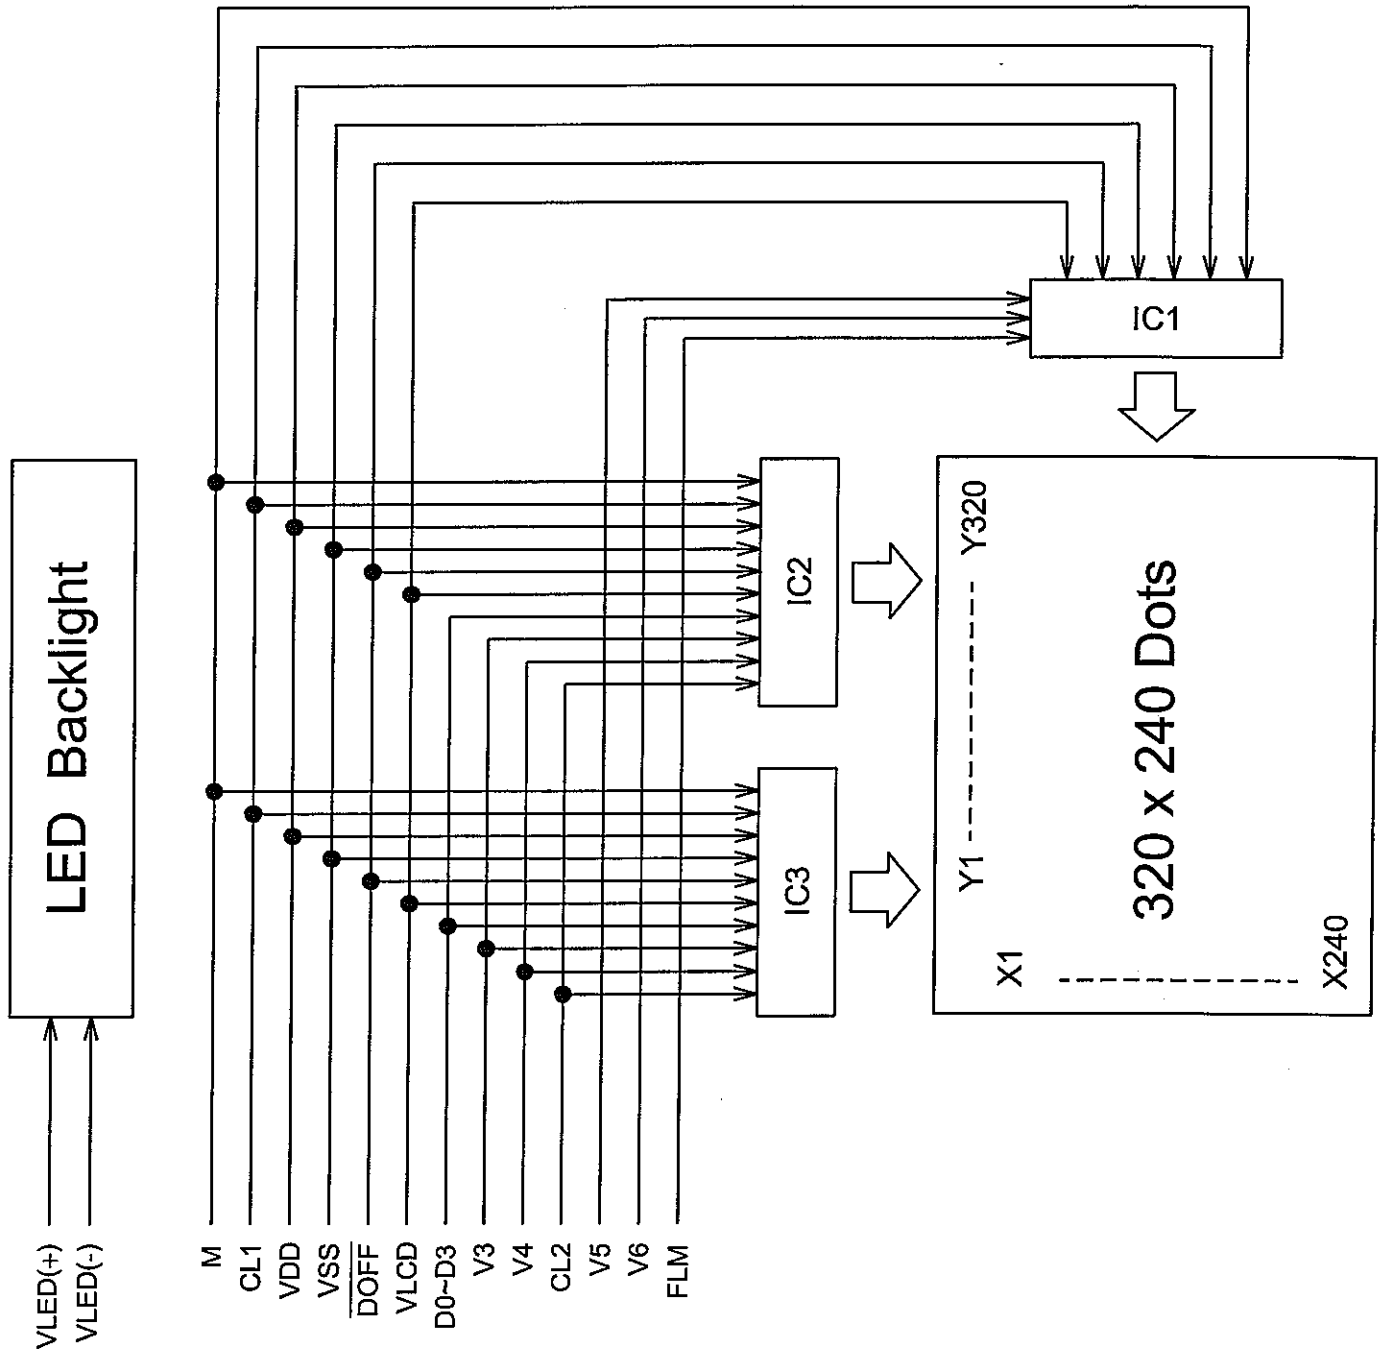 LED Backlight
VLED(+)
VLED(-)
M
CL1
VDD
VSS
DOFF
VLCD
D0~D3
V3
V4
CL2
V5
V6
FLM
IC1
IC2
IC3
Y1
Y320
X1
X240
320 x 240 Dots